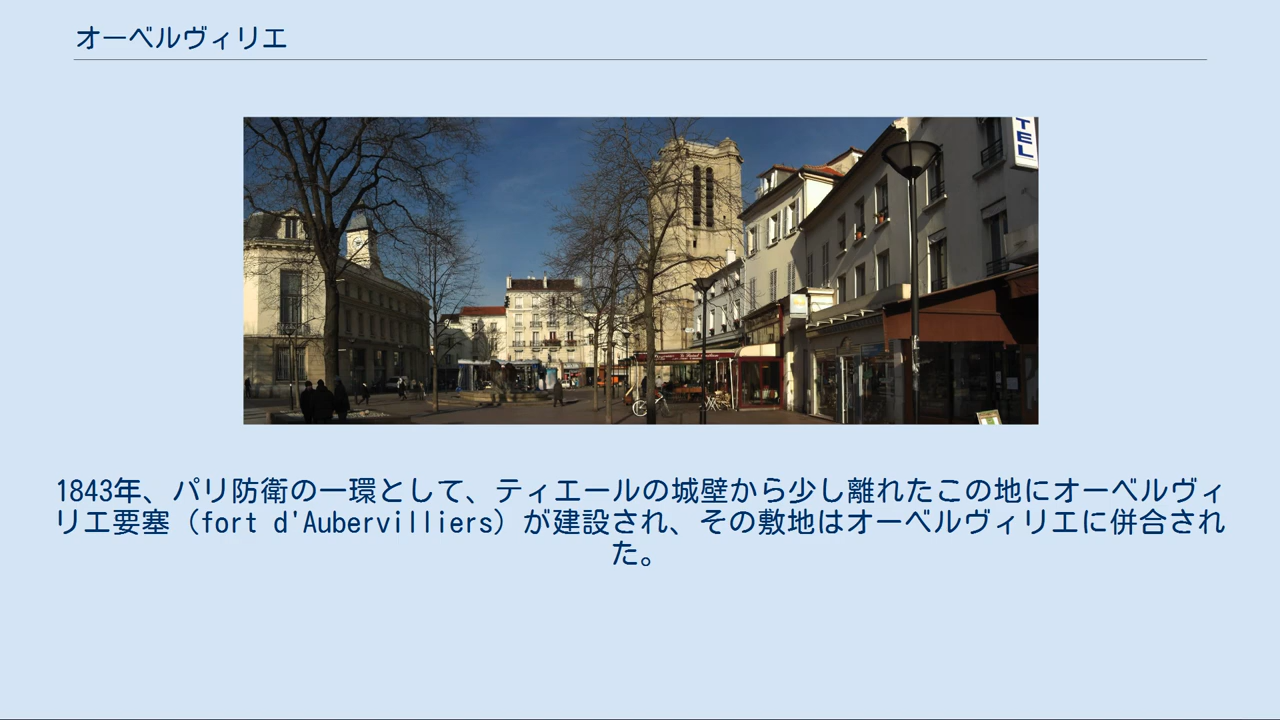 オーベルヴィリエ
TEL
1843年、パリ防衛の一環として、ティエールの城壁から少し離れたこの地にオーベルヴィ
リエ要塞（fort d'Aubervilliers）が建設され、その敷地はオーベルヴィリエに併合され
た。